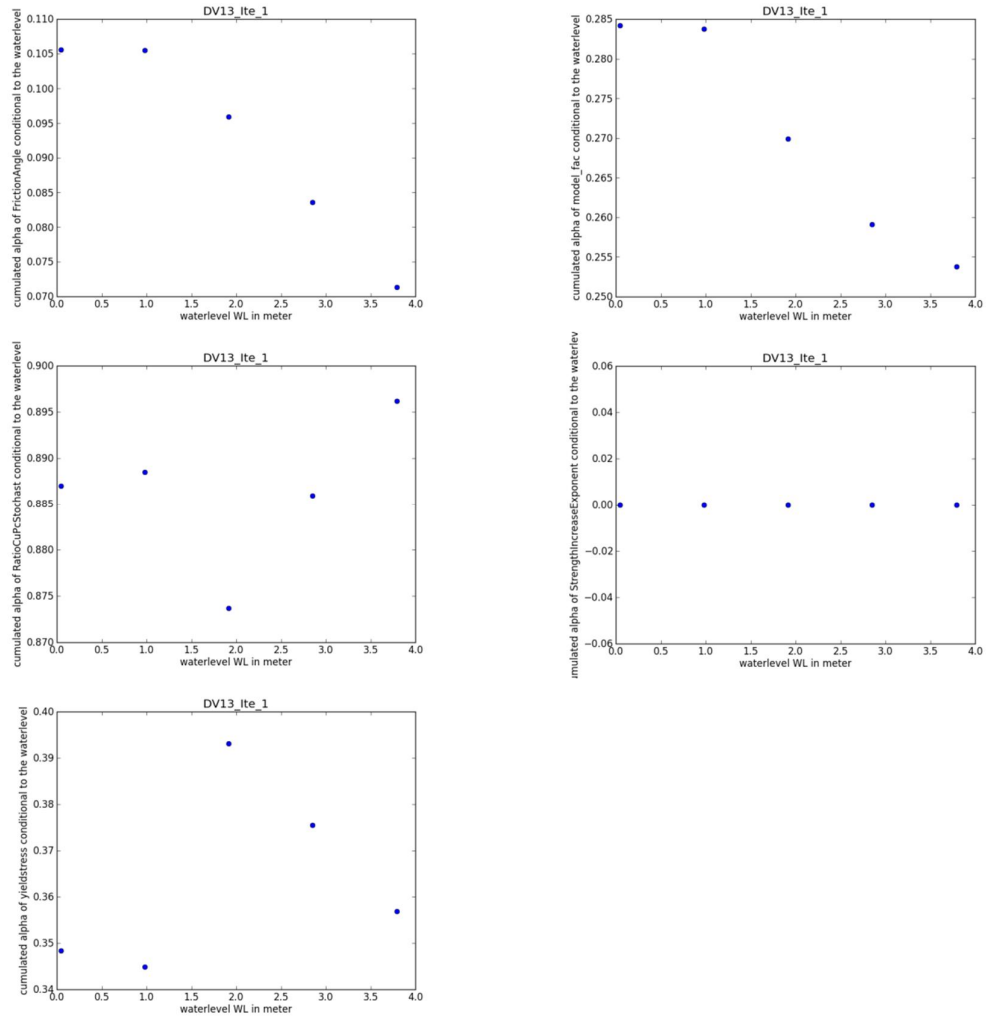 DV13_Ite_1
cumulated alpha of FrictionAngle conditional to the waterlevel
0.110
0.105
0.100
0.095
0.090
0.085
0.080
0.075
0.070
0.0 0.5 1.0 1.5 2.0 2.5 3.0 3.5 4.0
waterlevel WL in meter
DV13_Ite_1
cumulated alpha of model_fac conditional to the waterlevel
0.285
0.280
0.275
0.270
0.265
0.260
0.255
0.250
0.0 0.5 1.0 1.5 2.0 2.5 3.0 3.5 4.0
waterlevel WL in meter
DV13_Ite_1
cumulated alpha of RatioCuPcStochast conditional to the waterlevel
0.900
0.895
0.890
0.885
0.880
0.875
0.870
0.0 0.5 1.0 1.5 2.0 2.5 3.0 3.5 4.0
waterlevel WL in meter
DV13_Ite_1
mulated alpha of StrengthIncreaseExponent conditional to the waterlev
0.06
0.04
0.02
0.00
−0.02
−0.04
−0.06
0.0 0.5 1.0 1.5 2.0 2.5 3.0 3.5 4.0
waterlevel WL in meter
DV13_Ite_1
cumulated alpha of yieldstress conditional to the waterlevel
0.40
0.39
0.38
0.37
0.36
0.35
0.34
0.0 0.5 1.0 1.5 2.0 2.5 3.0 3.5 4.0
waterlevel WL in meter